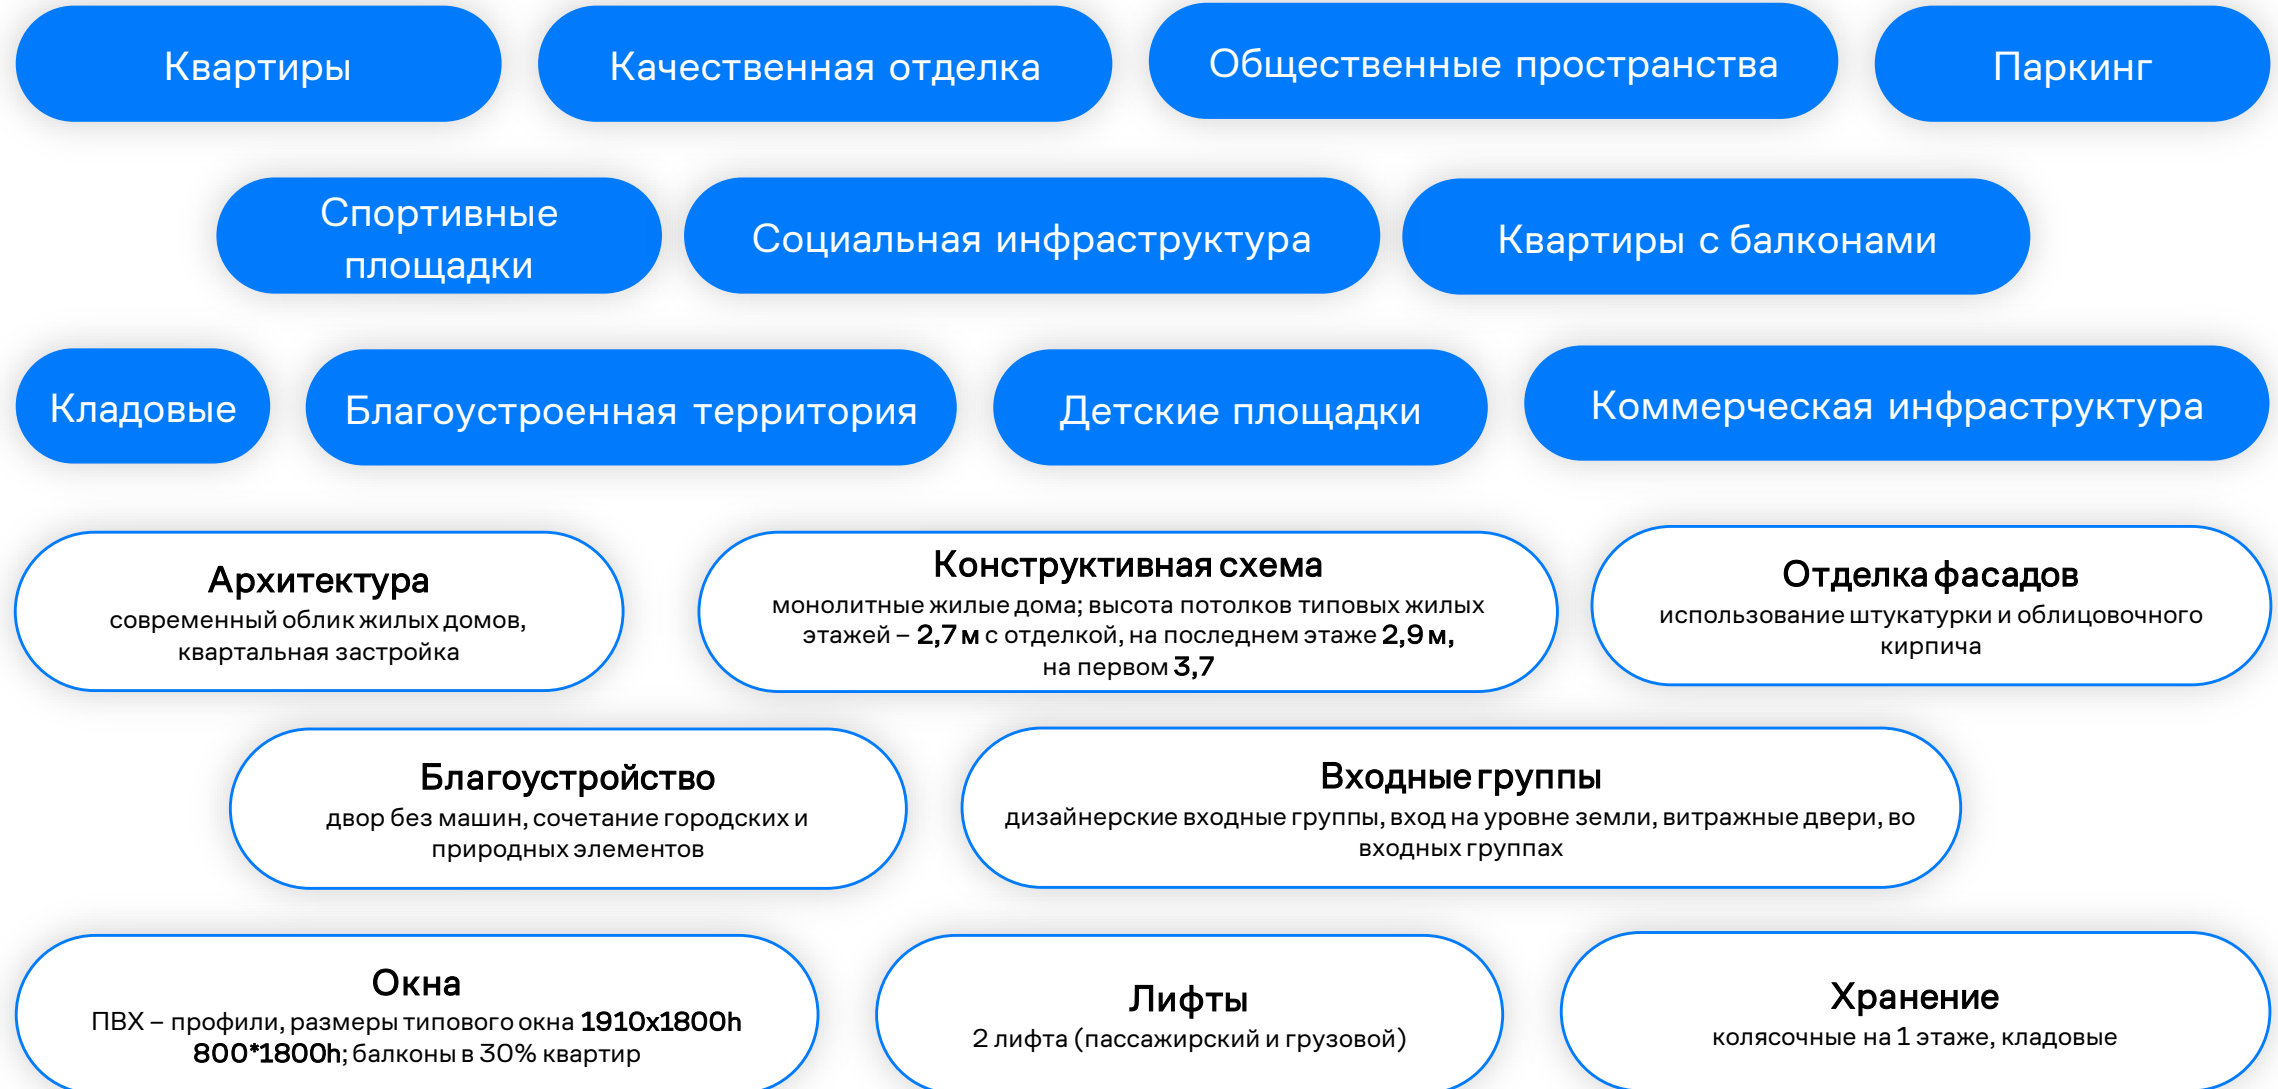 Квартиры
Качественная отделка
Общественные пространства
Паркинг
Спортивные
площадки
Социальная инфраструктура
Квартиры с балконами
Кладовые
Благоустроенная территория
Детские площадки
Коммерческая инфраструктура
Архитектура
современный облик жилых домов,
квартальная застройка
Конструктивная схема
монолитные жилые дома; высота потолков типовых жилых
этажей – 2,7 м с отделкой, на последнем этаже 2,9 м,
на первом 3,7
Отделка фасадов
использование штукатурки и облицовочного
кирпича
Благоустройство
двор без машин, сочетание городских и
природных элементов
Входные группы
дизайнерские входные группы, вход на уровне земли, витражные двери, во
входных группах
Окна
ПВХ – профили, размеры типового окна 1910x1800h
800*1800h; балконы в 30% квартир
Лифты
2 лифта (пассажирский и грузовой)
Хранение
колясочные на 1 этаже, кладовые